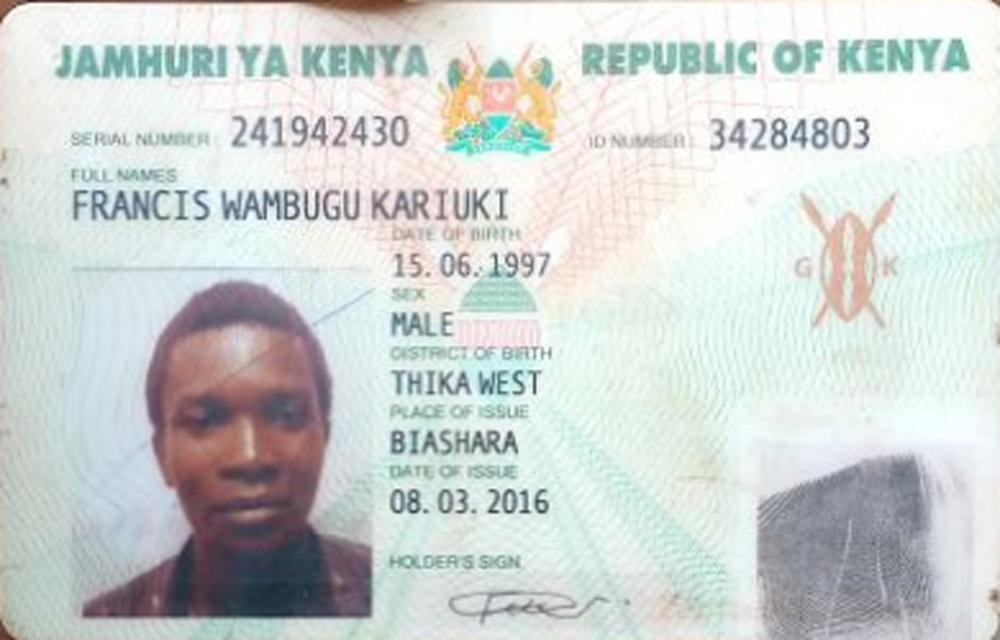 JAMHURI YA KENYA REPUBLIC OF KENYA
SERIAL NUMBER: 241942430 ID NUMBER: 34284803
FULL NAMES
FRANCIS WAMBUGU KARIUKI
DATE OF BIRTH
15.06.1997
SEX
MALE
DISTRICT OF BIRTH
THIKA WEST
PLACE OF ISSUE
BIASHARA
DATE OF ISSUE
08.03.2016
HOLDER'S SIGN.
G K